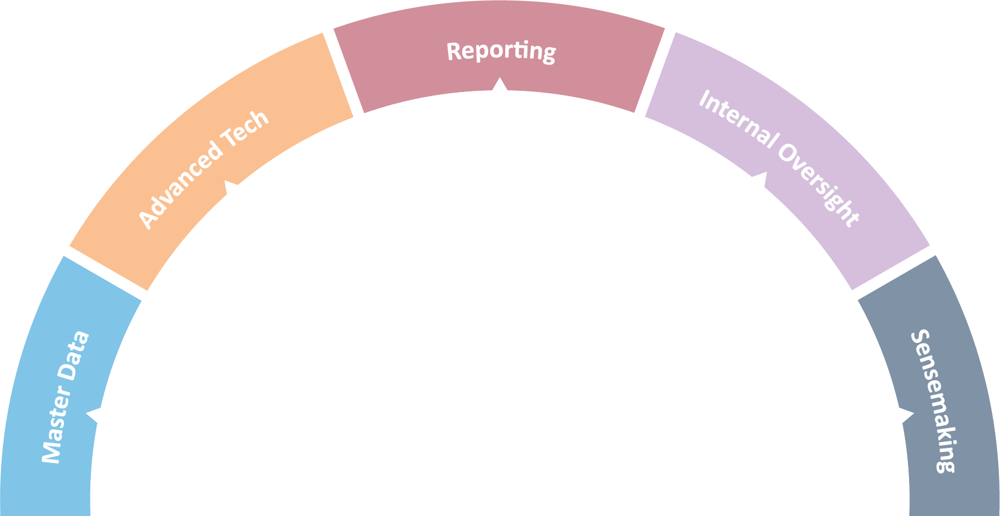 Master Data
Advanced Tech
Reporting
Internal Oversight
Sensemaking